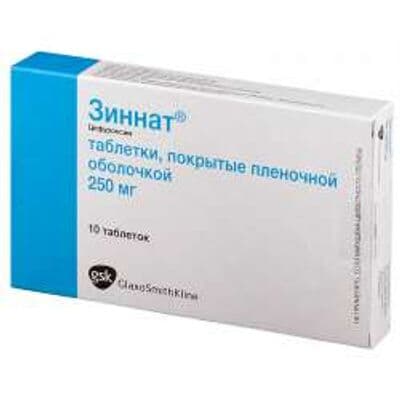 Зиннат®
Цефуроксим
таблетки, покрытые пленочной
оболочкой
250 мг
10 таблеток
gsk
GlaxoSmithKline